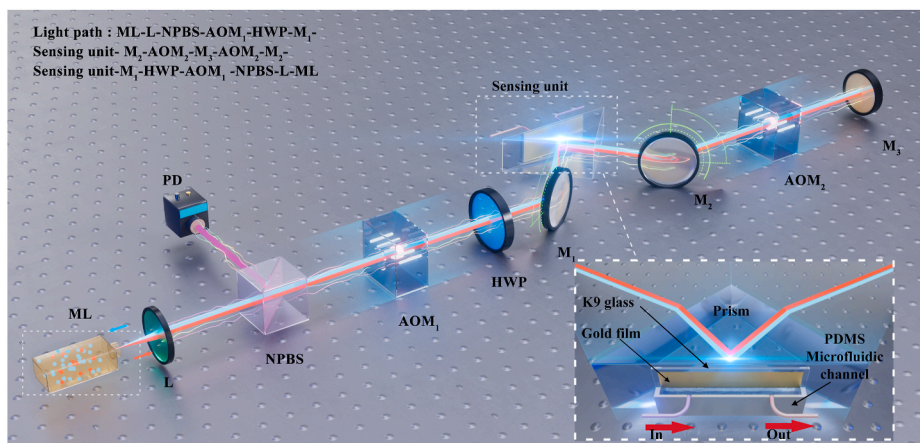 Light path : ML-L-NPBS-AOM₁-HWP-M₁-
Sensing unit- M₂-AOM₂-M₃-AOM₂-M₂-
Sensing unit-M₁-HWP-AOM₁ -NPBS-L-ML
Sensing unit
M₃
AOM₂
PD
M₂
M₁
HWP
K9 glass
Prism
AOM₁
ML
Gold film
PDMS
Microfluidic
channel
NPBS
L
In
Out